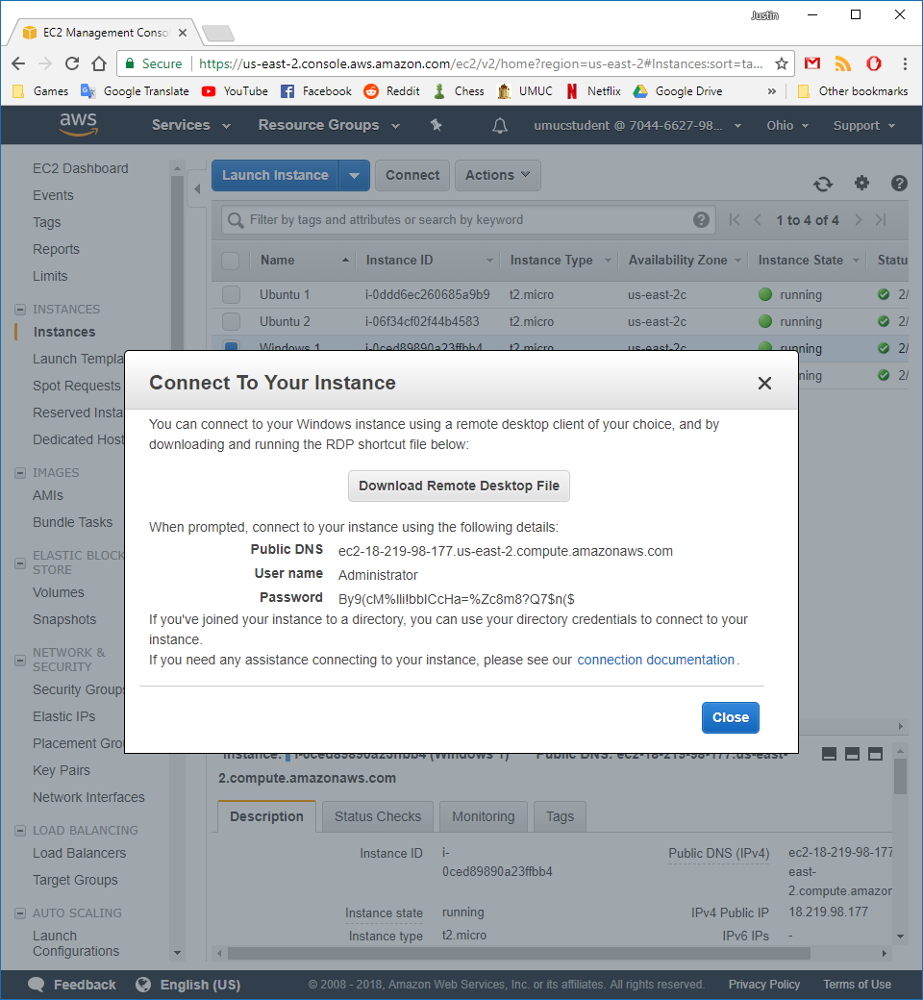 Justin
EC2 Management Conso
Secure https://us-east-2.console.aws.amazon.com/ec2/v2/home?region=us-east-2#Instances:sort=ta...
Games Google Translate YouTube Facebook Reddit Chess UMUC Netflix Google Drive » Other bookmarks
aws Services Resource Groups umucstudent @ 7044-6627-98... Ohio Support
EC2 Dashboard
Events
Tags
Reports
Limits
INSTANCES
Instances
Launch Templa
Spot Requests
Reserved Insta
Dedicated Host
IMAGES
AMIs
Bundle Tasks
ELASTIC BLOCK
STORE
Volumes
Snapshots
NETWORK &
SECURITY
Security Groups
Elastic IPs
Placement Grou
Key Pairs
Network Interfaces
LOAD BALANCING
Load Balancers
Target Groups
AUTO SCALING
Launch
Configurations
Launch Instance Connect Actions
Filter by tags and attributes or search by keyword
1 to 4 of 4
Name Instance ID Instance Type Availability Zone Instance State Statu
Ubuntu 1 i-0ddd6ec260685a9b9 t2.micro us-east-2c running 2/
Ubuntu 2 i-06f34cf02f44b4583 t2.micro us-east-2c running 2/
Windows 1 i-0ced89890a23ffbb4 t2.micro us-east-2c running 2/
ning 2/
Connect To Your Instance
You can connect to your Windows instance using a remote desktop client of your choice, and by
downloading and running the RDP shortcut file below:
Download Remote Desktop File
When prompted, connect to your instance using the following details:
Public DNS ec2-18-219-98-177.us-east-2.compute.amazonaws.com
User name Administrator
Password
If you've joined your instance to a directory, you can use your directory credentials to connect to your
instance.
If you need any assistance connecting to your instance, please see our connection documentation.
Close
Instance: i-0ced89890a23ffbb4 (Windows 1) Public DNS: ec2-18-219-98-177.us-east-
2.compute.amazonaws.com
Description Status Checks Monitoring Tags
Instance ID i-
0ced89890a23ffbb4
Public DNS (IPv4) ec2-18-219-98-177
east-
2.compute.amazon
Instance state running
IPv4 Public IP 18.219.98.177
Instance type t2.micro
IPv6 IPs -
Feedback English (US) © 2008 - 2018, Amazon Web Services, Inc. or its affiliates. All rights reserved. Privacy Policy Terms of Use